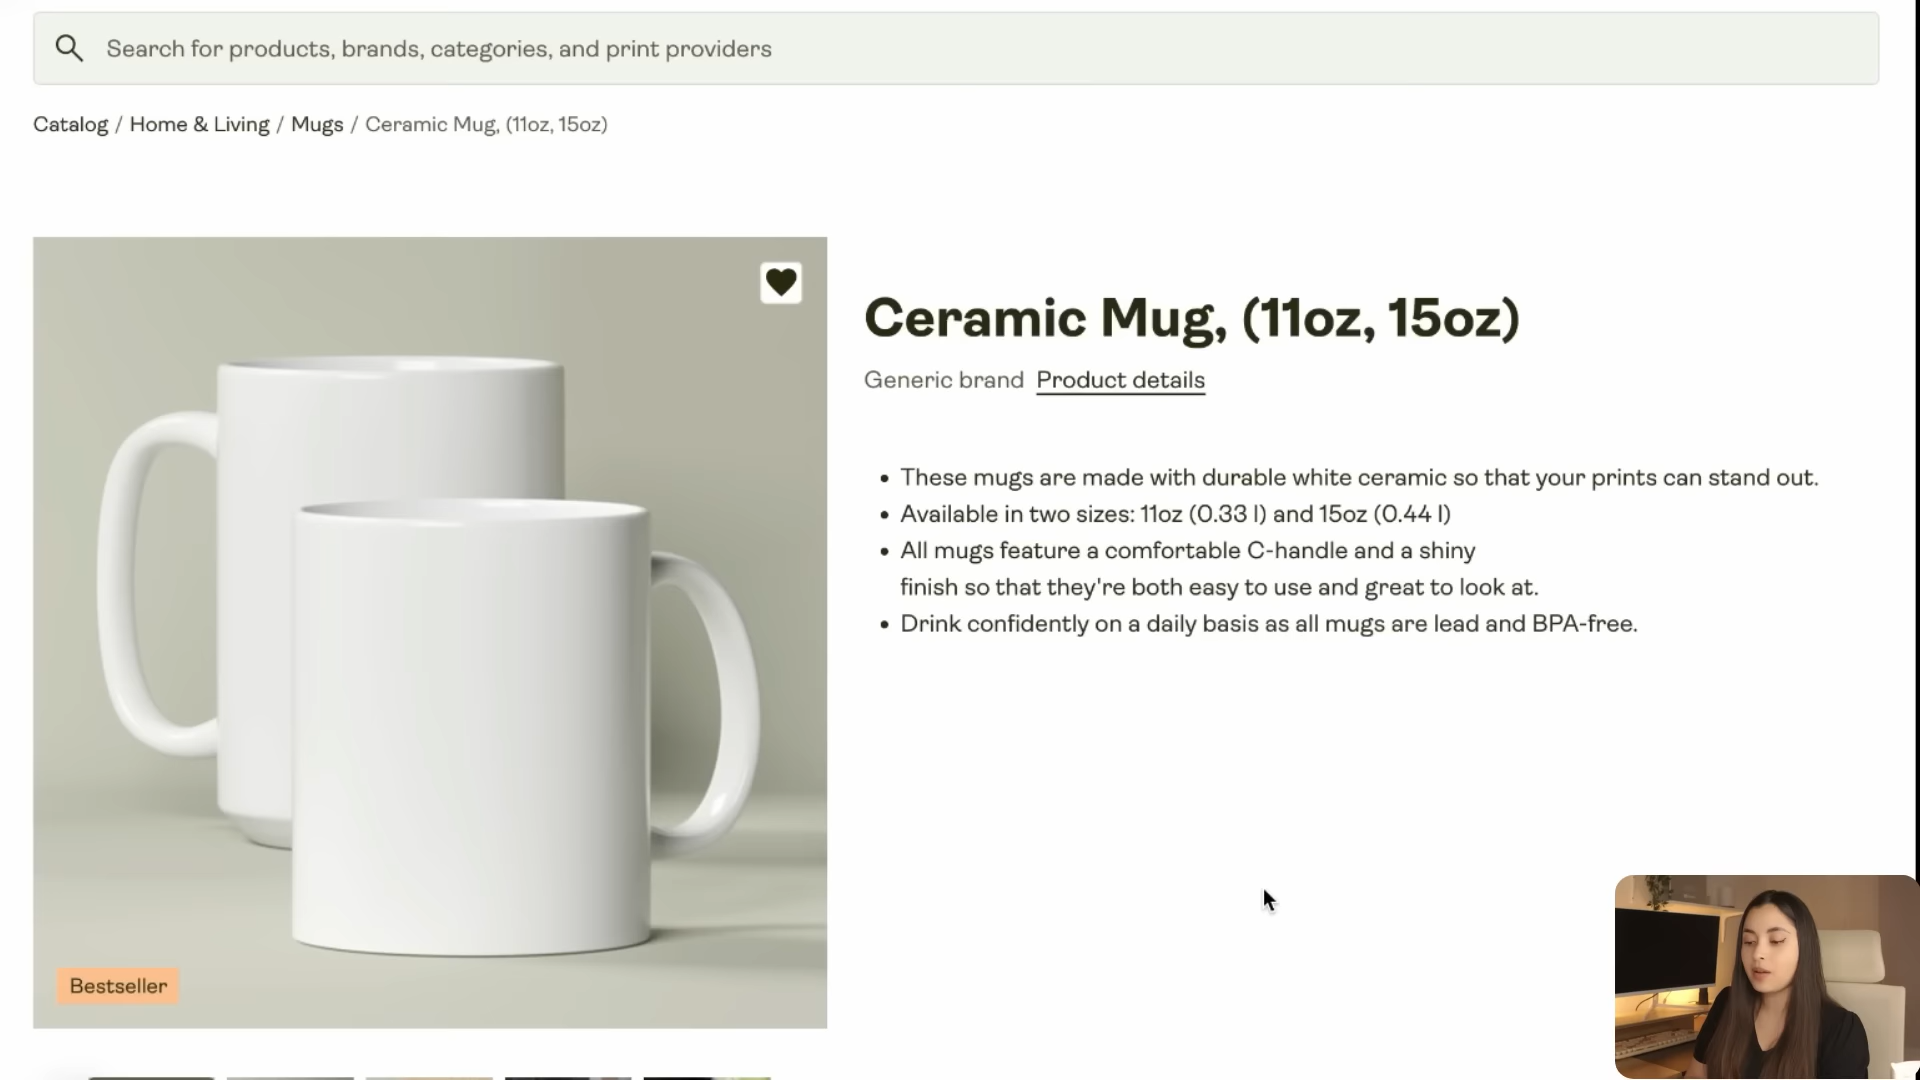 Search for products, brands, categories, and print providers
Catalog / Home & Living / Mugs / Ceramic Mug, (11oz, 15oz)
Ceramic Mug, (11oz, 15oz)
Generic brand Product details
• These mugs are made with durable white ceramic so that your prints can stand out.
• Available in two sizes: 11oz (0.33 l) and 15oz (0.44 l)
• All mugs feature a comfortable C-handle and a shiny
finish so that they're both easy to use and great to look at.
• Drink confidently on a daily basis as all mugs are lead and BPA-free.
Bestseller